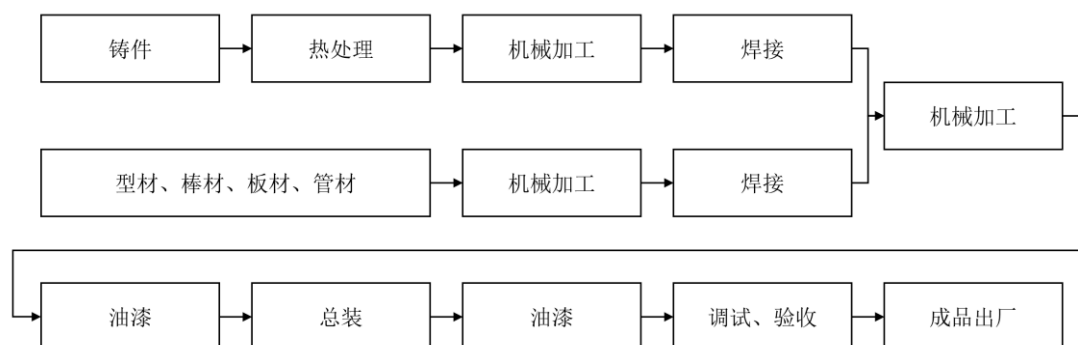 铸件
热处理
机械加工
焊接
机械加工
型材、棒材、板材、管材
机械加工
焊接
油漆
总装
油漆
调试、验收
成品出厂